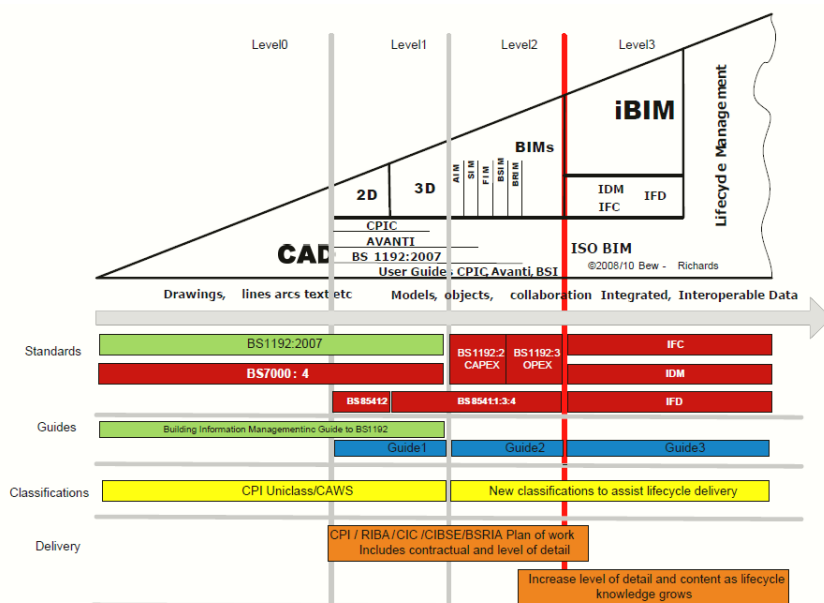 Level0
Level1
Level2
Level3
iBIM
Lifecycle Management
BIMs
2D
3D
AIM
SIM
FIM
BSIM
BRIM
IDM
IFC
IFD
CPIC
AVANTI
CAD
BS 1192:2007
ISO BIM
User Guides CPIC, Avanti, BSI
©2008/10 Bew - Richards
Drawings, lines arcs text etc
Models, objects, collaboration
Integrated, Interoperable Data
Standards
BS1192:2007
BS7000: 4
BS1192:2
CAPEX
BS1192:3
OPEX
IFC
IDM
BS8541:2
BS8541:1:3:4
IFD
Guides
Building Information Managementinc Guide to BS1192
Guide1
Guide2
Guide3
Classifications
CPI Uniclass/CAWS
New classifications to assist lifecycle delivery
Delivery
CPI / RIBA / CIC /CIBSE/BSRIA Plan of work
Includes contractual and level of detail
Increase level of detail and content as lifecycle
knowledge grows